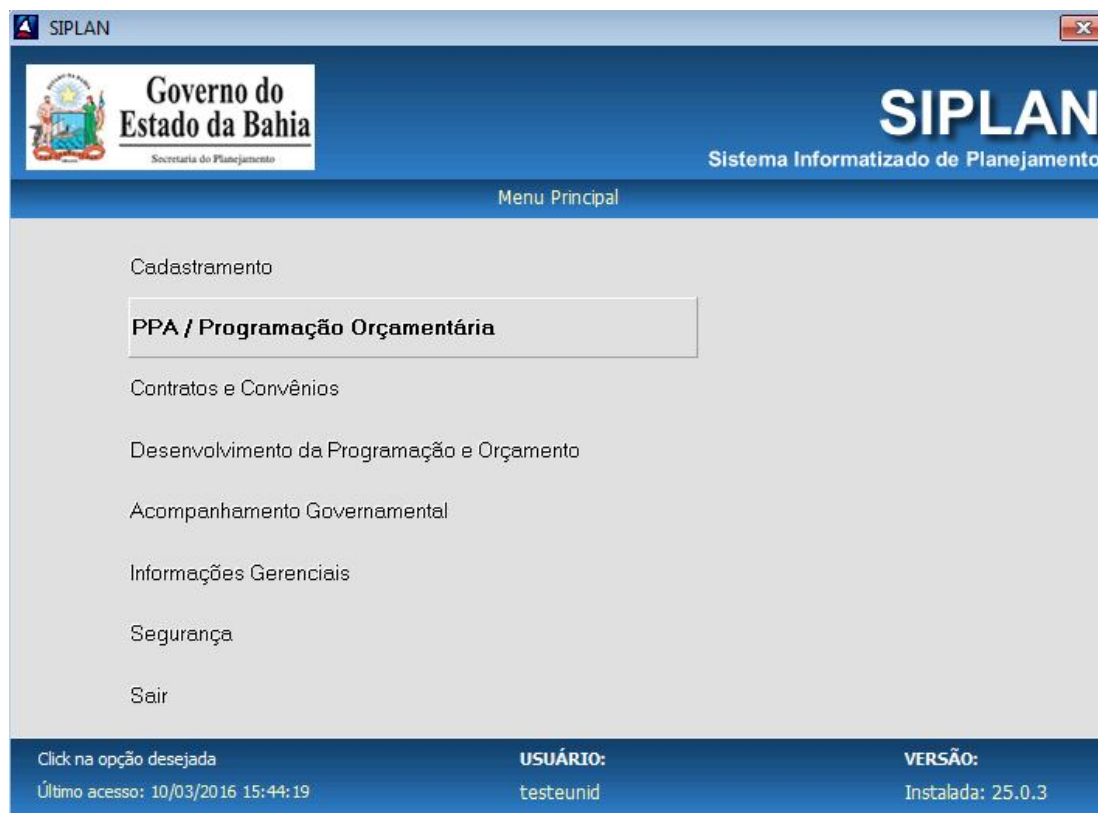 SIPLAN
Governo do
Estado da Bahia
Secretaria do Planejamento
SIPLAN
Sistema Informatizado de Planejamento
Menu Principal
Cadastramento
PPA / Programação Orçamentária
Contratos e Convênios
Desenvolvimento da Programação e Orçamento
Acompanhamento Governamental
Informações Gerenciais
Segurança
Sair
Click na opção desejada USUÁRIO: VERSÃO:
Último acesso: 10/03/2016 15:44:19 testeunid Instalada: 25.0.3